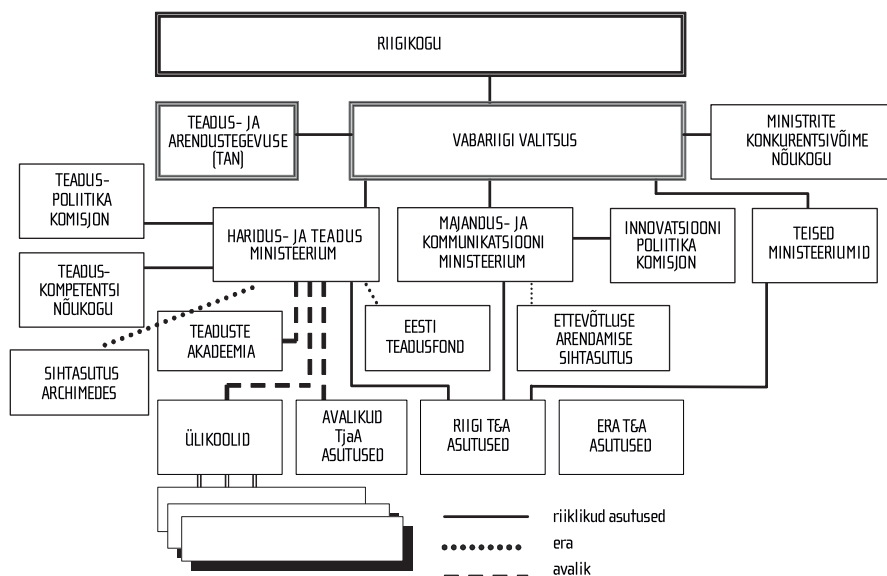 RIIGIKOGU
TEADUS- JA
ARENDUSTEGEVUSE
(TAN)
VABARIIGI VALITSUS
MINISTRITE
KONKURENTSIVÕIME
NÕUKOGU
TEADUS-
POLIITIKA
KOMISJON
HARIDUS- JA TEADUS
MINISTEERIUM
MAJANDUS- JA
KOMMUNIKATSIOONI
MINISTEERIUM
INNOVATSIOONI
POLIITIKA
KOMISJON
TEISED
MINISTEERIUMID
TEADUS-
KOMPETENTSI
NÕUKOGU
TEADUSTE
AKADEEMIA
EESTI
TEADUSFOND
ETTEVÕTLUSE
ARENDAMISE
SIHTASUTUS
SIHTASUTUS
ARCHIMEDES
ÜLIKOOLID
AVALIKUD
TjaA
ASUTUSED
RIIGI T&A
ASUTUSED
ERA T&A
ASUTUSED
riiklikud asutused
era
avalik